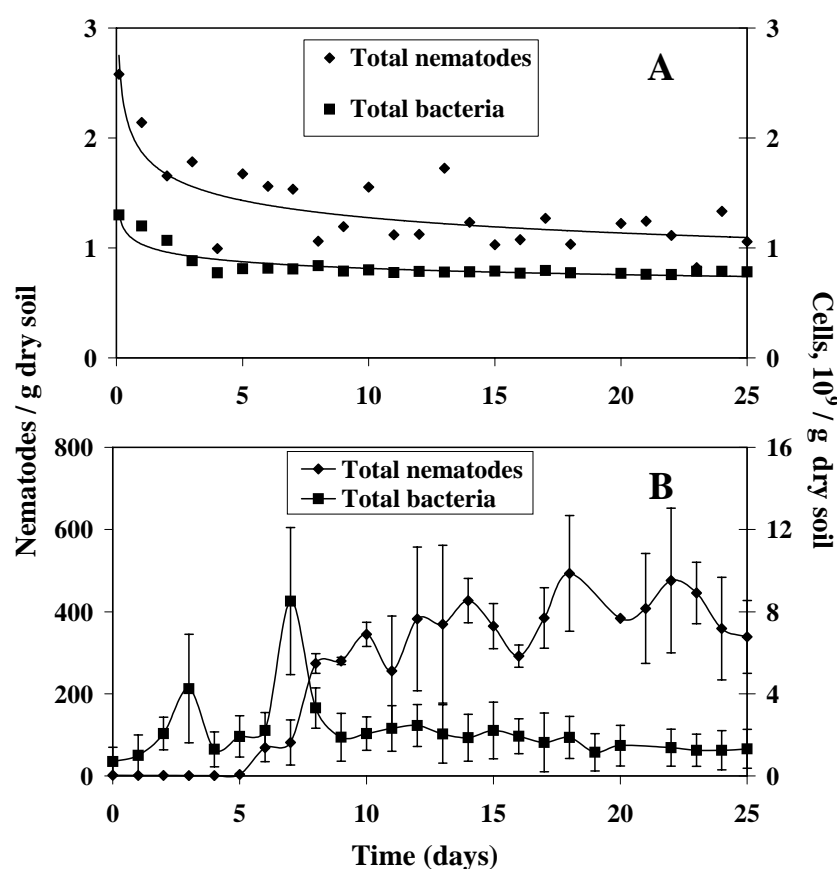 3
2
1
0
3
2
1
0
A
Total nematodes
Total bacteria
0 5 10 15 20 25
Nematodes / g dry soil
Cells, 10⁹ / g dry soil
800
600
400
200
0
16
12
8
4
0
B
Total nematodes
Total bacteria
0 5 10 15 20 25
Time (days)